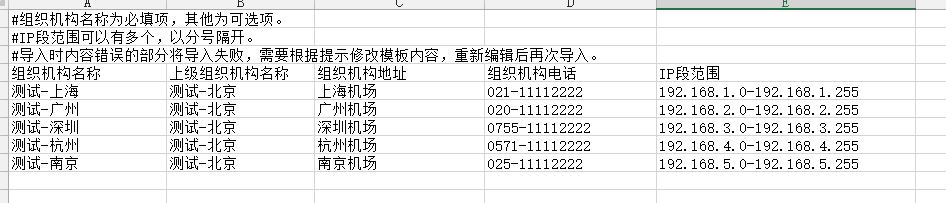 A B C D E
#组织机构名称为必填项，其他为可选项。
#IP段范围可以有多个，以分号隔开。
#导入时内容错误的部分将导入失败，需要根据提示修改模板内容，重新编辑后再次导入。
组织机构名称 上级组织机构名称 组织机构地址 组织机构电话 IP段范围
测试-上海 测试-北京 上海机场 021-11112222 192.168.1.0-192.168.1.255
测试-广州 测试-北京 广州机场 020-11112222 192.168.2.0-192.168.2.255
测试-深圳 测试-北京 深圳机场 0755-11112222 192.168.3.0-192.168.3.255
测试-杭州 测试-北京 杭州机场 0571-11112222 192.168.4.0-192.168.4.255
测试-南京 测试-北京 南京机场 025-11112222 192.168.5.0-192.168.5.255